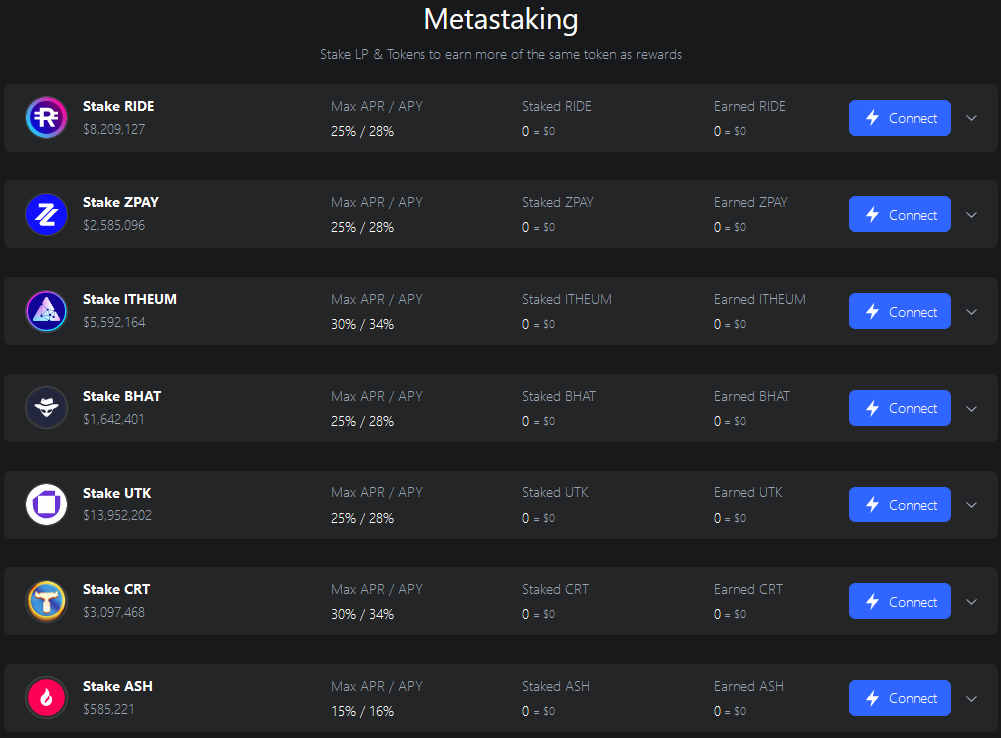 Metastaking
Stake LP & Tokens to earn more of the same token as rewards
Stake RIDE Max APR / APY Staked RIDE Earned RIDE Connect
$8,209,127 25% / 28% 0 = $0 0 = $0
Stake ZPAY Max APR / APY Staked ZPAY Earned ZPAY Connect
$2,585,096 25% / 28% 0 = $0 0 = $0
Stake ITHEUM Max APR / APY Staked ITHEUM Earned ITHEUM Connect
$5,592,164 30% / 34% 0 = $0 0 = $0
Stake BHAT Max APR / APY Staked BHAT Earned BHAT Connect
$1,642,401 25% / 28% 0 = $0 0 = $0
Stake UTK Max APR / APY Staked UTK Earned UTK Connect
$13,952,202 25% / 28% 0 = $0 0 = $0
Stake CRT Max APR / APY Staked CRT Earned CRT Connect
$3,097,468 30% / 34% 0 = $0 0 = $0
Stake ASH Max APR / APY Staked ASH Earned ASH Connect
$585,221 15% / 16% 0 = $0 0 = $0